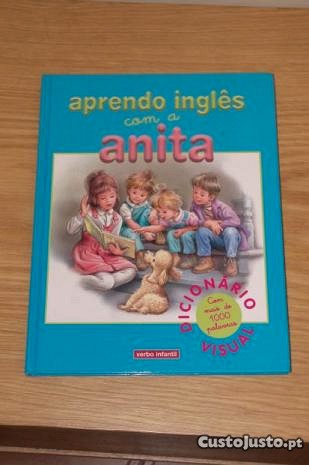 aprendo inglês
com a
anita
DICIONÁRIO
VISUAL
Com
mais de
1000
palavras
verbo infantil
CustoJusto.pt